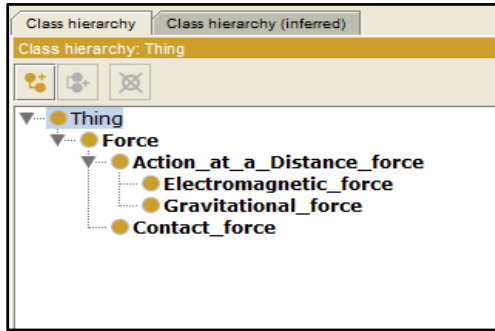 Class hierarchy Class hierarchy (inferred)
Class hierarchy: Thing
Thing
Force
Action_at_a_Distance_force
Electromagnetic_force
Gravitational_force
Contact_force